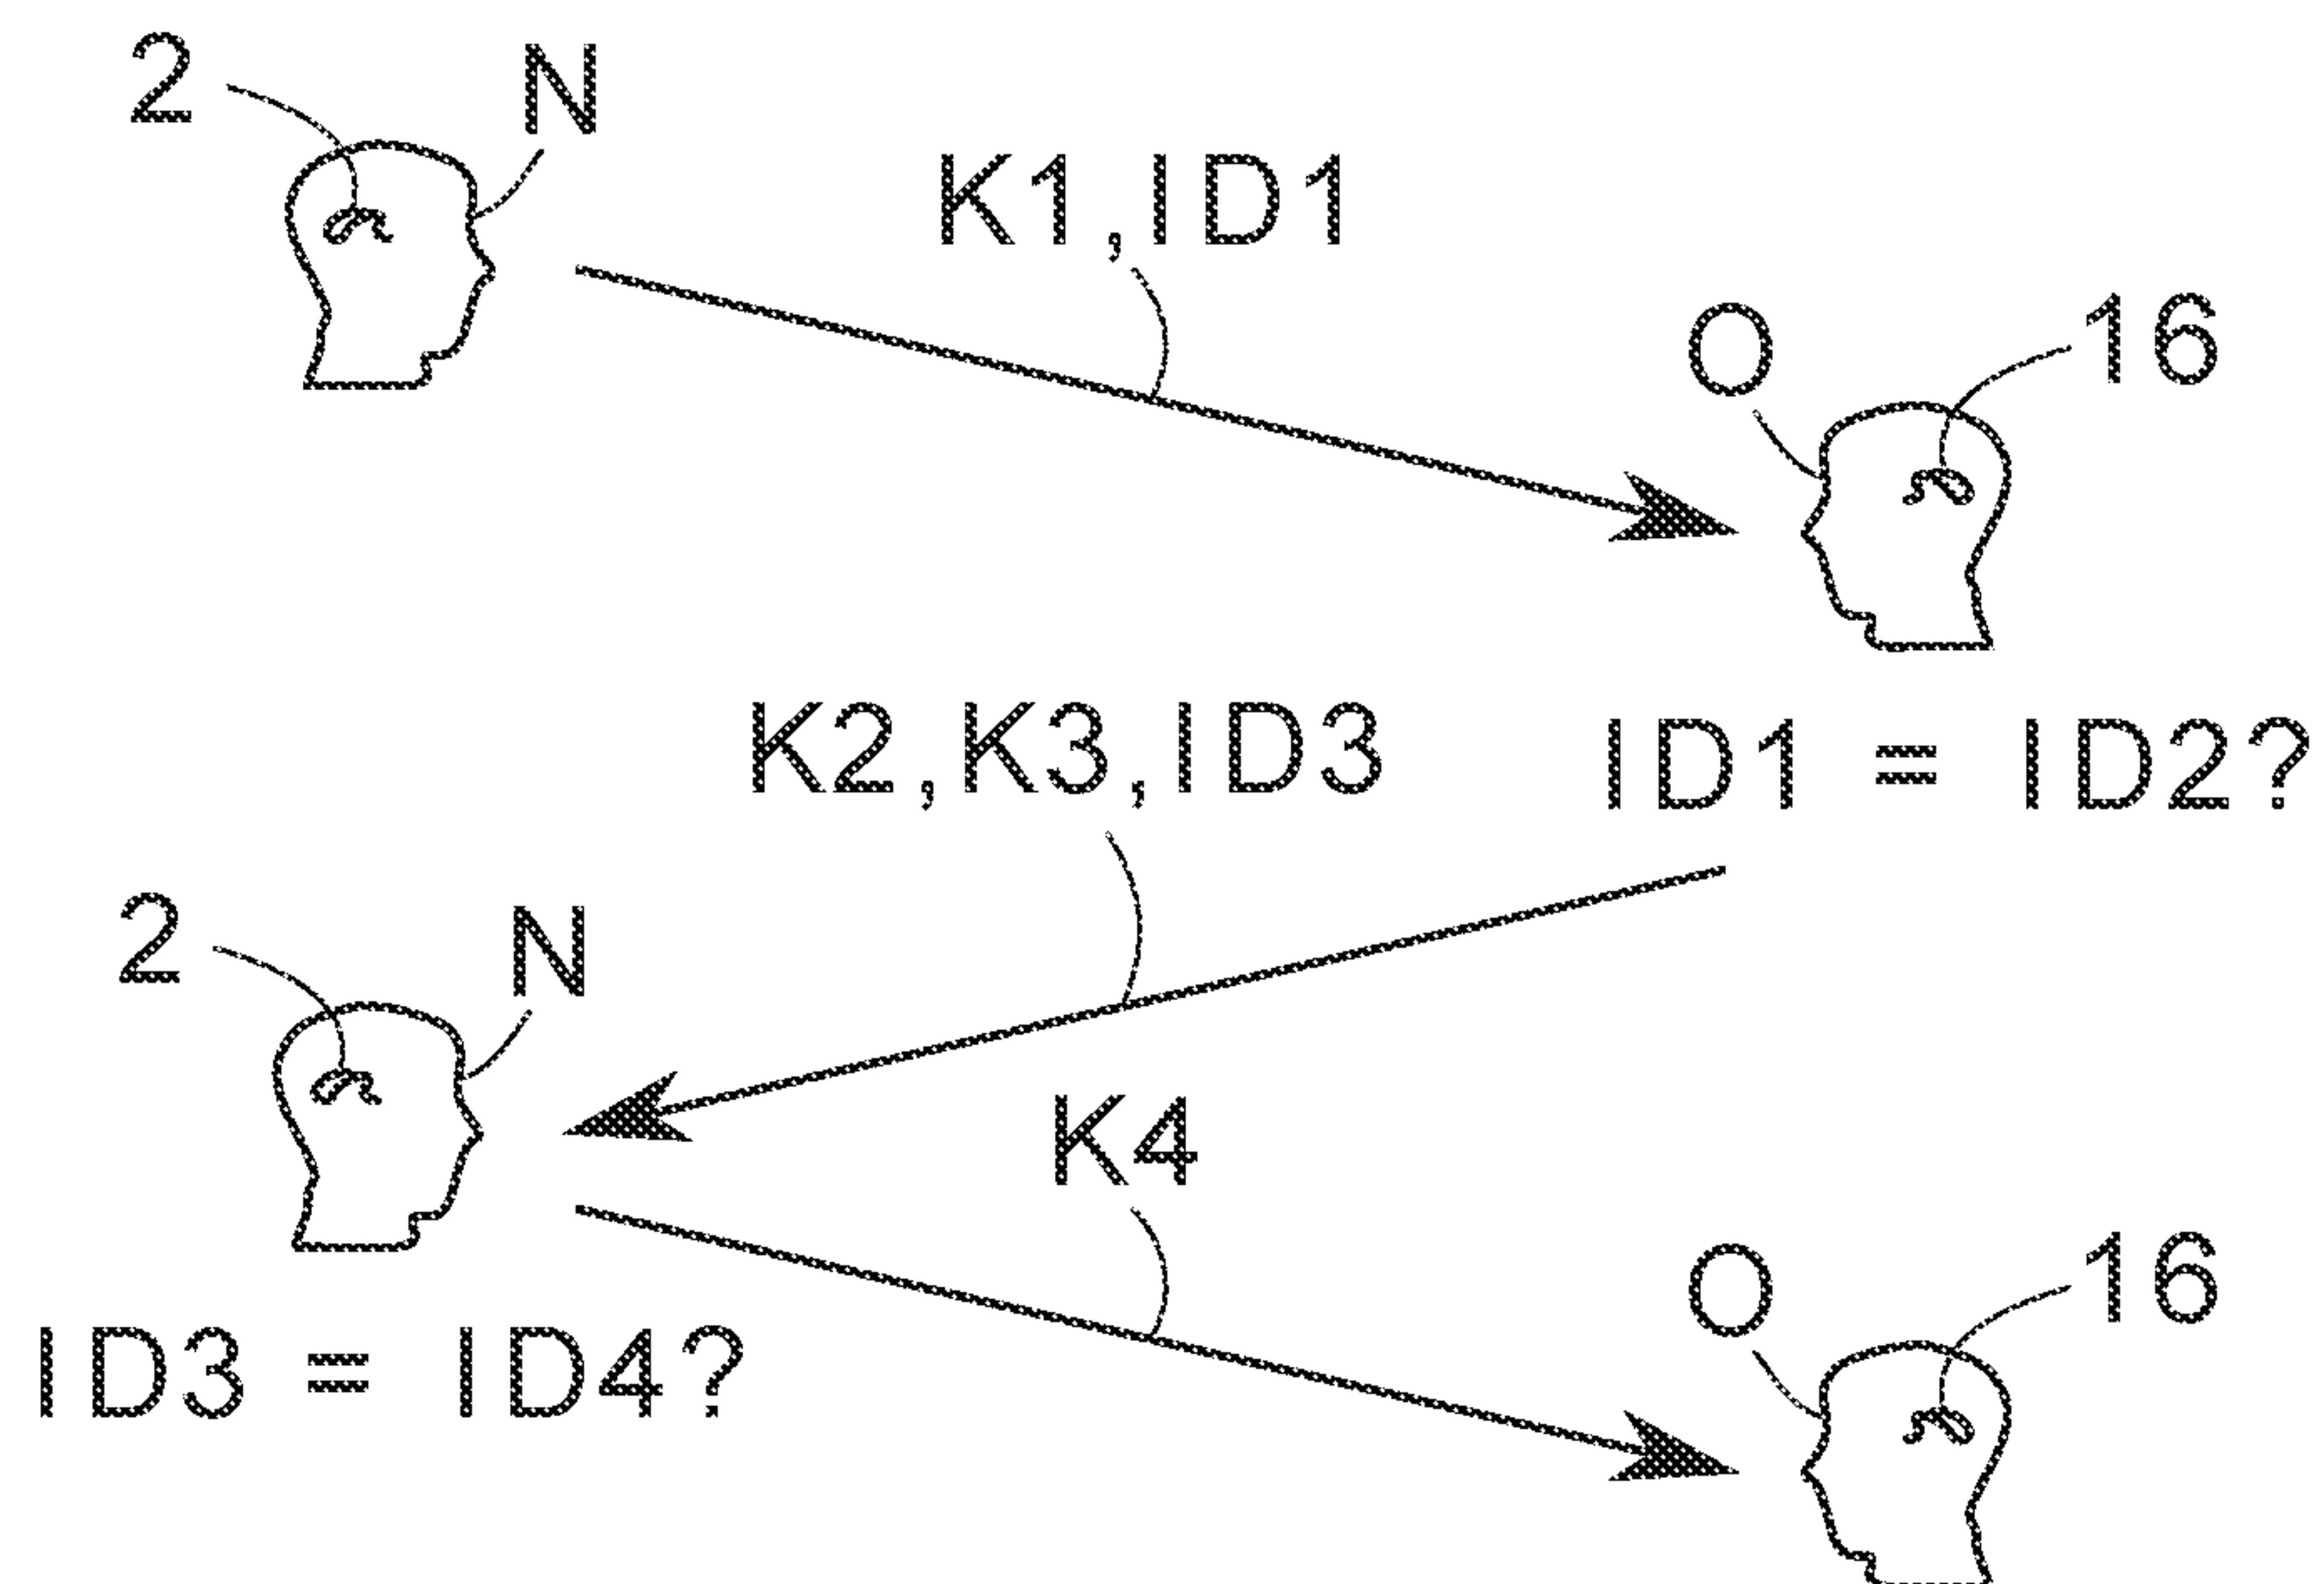 2 N
K1,ID1
O 16
K2,K3,ID3
ID1 = ID2?
2 N
K4
O 16
ID3 = ID4?